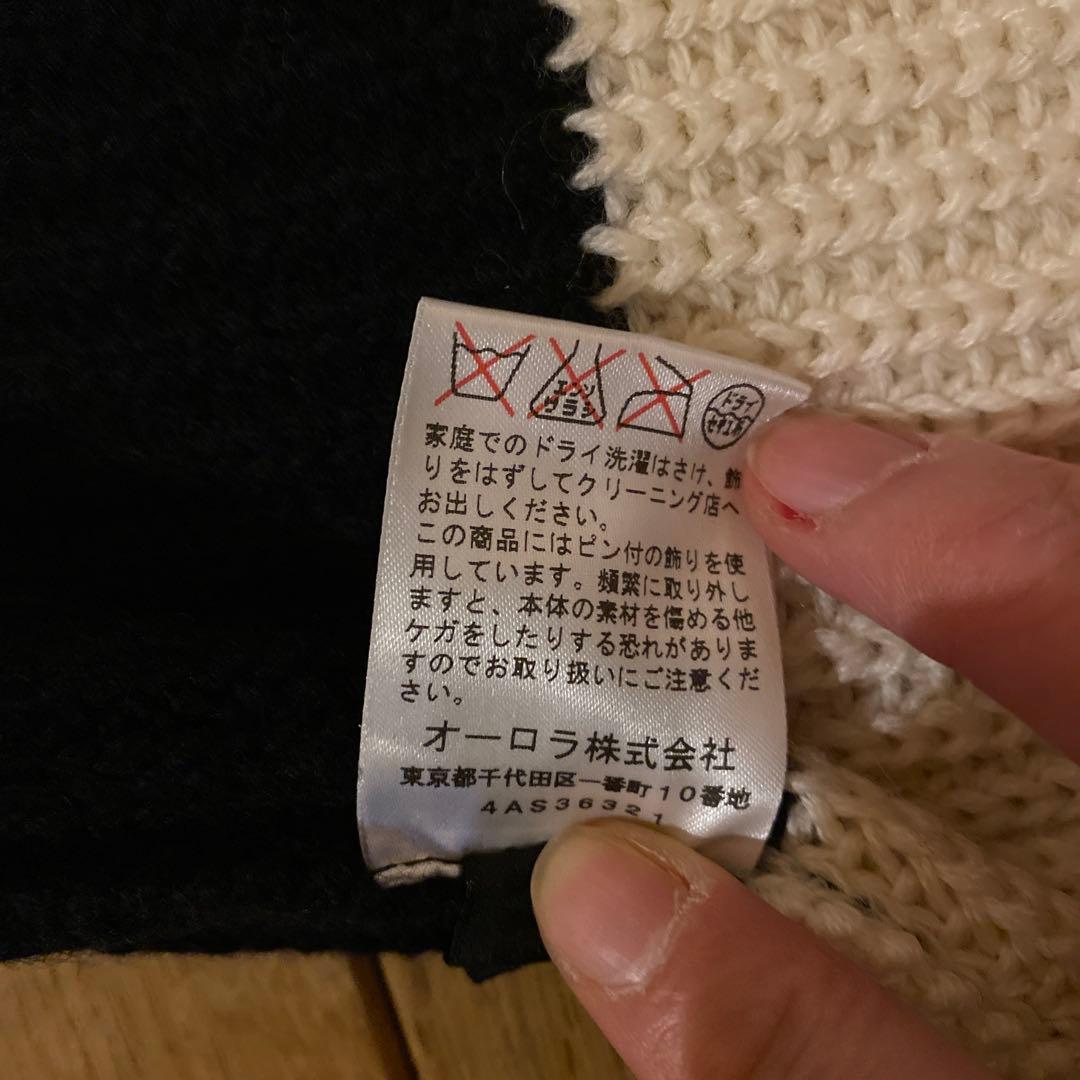 エンソ
サラシ
ドライ
セキユ系
家庭でのドライ洗濯はさけ、飾
りをはずしてクリーニング店へ
お出しください。
この商品にはピン付の飾りを使
用しています。頻繁に取り外し
ますと、本体の素材を傷める他
ケガをしたりする恐れがありま
すのでお取り扱いにご注意くだ
さい。
オーロラ株式会社
東京都千代田区一番町10番地
4AS36321